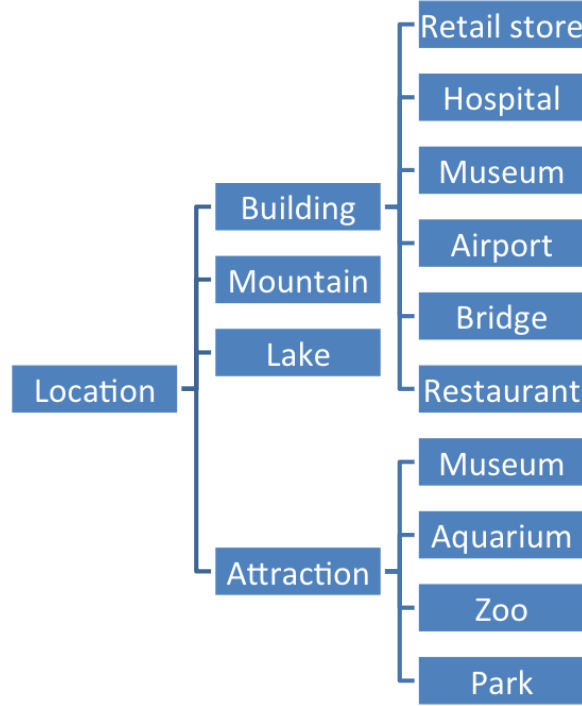 Location
Building
Retail store
Hospital
Museum
Airport
Bridge
Restaurant
Mountain
Lake
Attraction
Museum
Aquarium
Zoo
Park